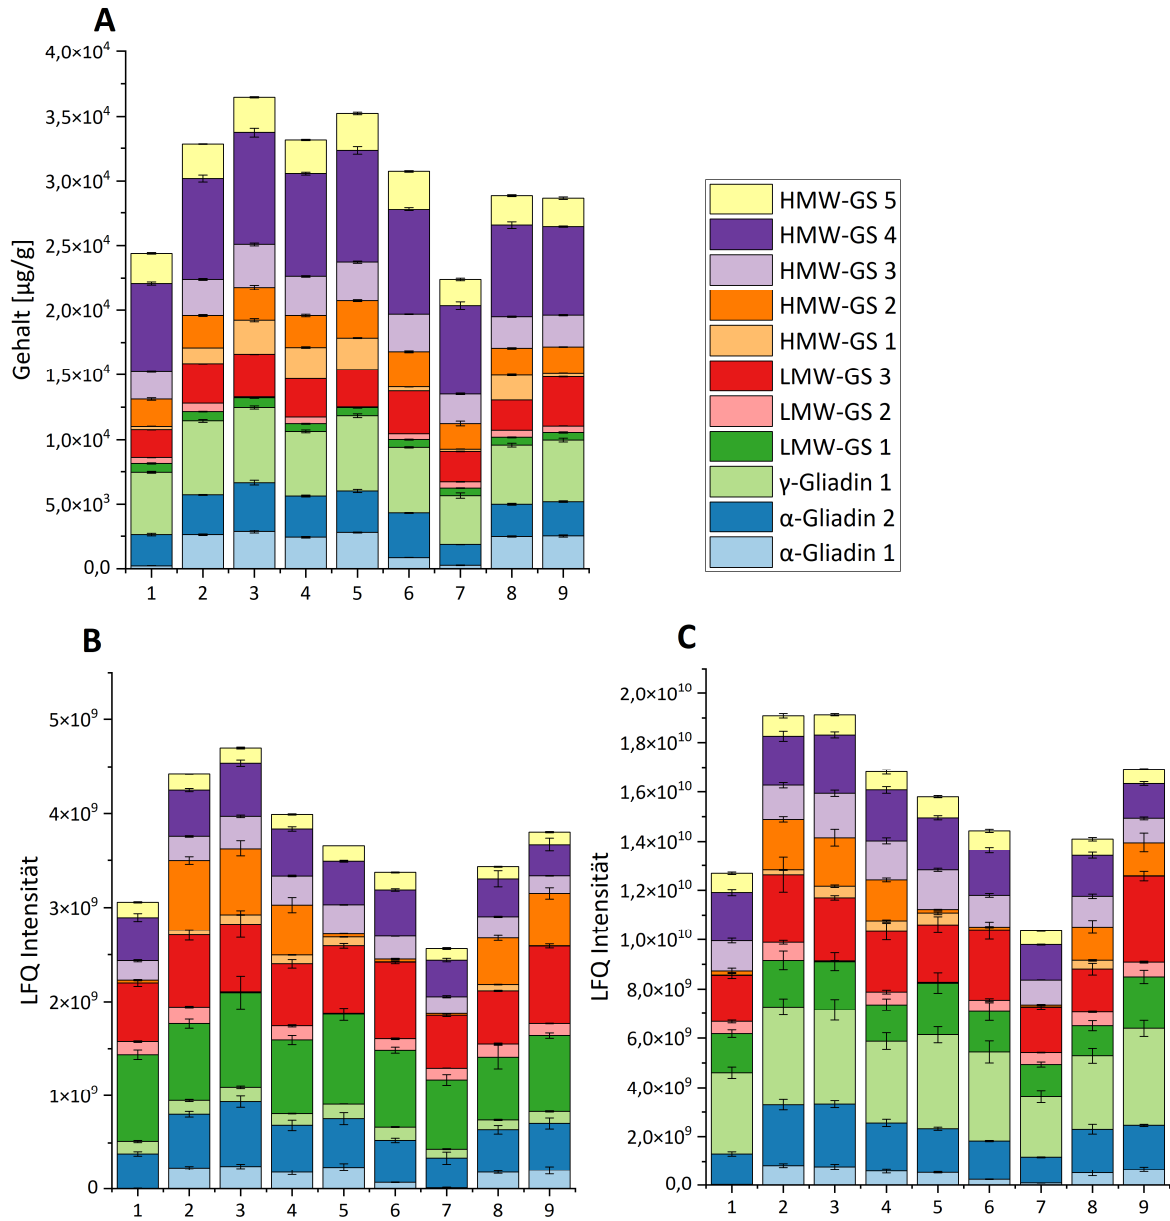 A
Gehalt [µg/g]
4,0×10⁴
3,5×10⁴
3,0×10⁴
2,5×10⁴
2,0×10⁴
1,5×10⁴
1,0×10⁴
5,0×10³
0,0
1 2 3 4 5 6 7 8 9
HMW-GS 5
HMW-GS 4
HMW-GS 3
HMW-GS 2
HMW-GS 1
LMW-GS 3
LMW-GS 2
LMW-GS 1
γ-Gliadin 1
α-Gliadin 2
α-Gliadin 1
B
LFQ Intensität
5×10⁹
4×10⁹
3×10⁹
2×10⁹
1×10⁹
0
1 2 3 4 5 6 7 8 9
C
LFQ Intensität
2,0×10¹⁰
1,8×10¹⁰
1,6×10¹⁰
1,4×10¹⁰
1,2×10¹⁰
1,0×10¹⁰
8,0×10⁹
6,0×10⁹
4,0×10⁹
2,0×10⁹
0,0
1 2 3 4 5 6 7 8 9